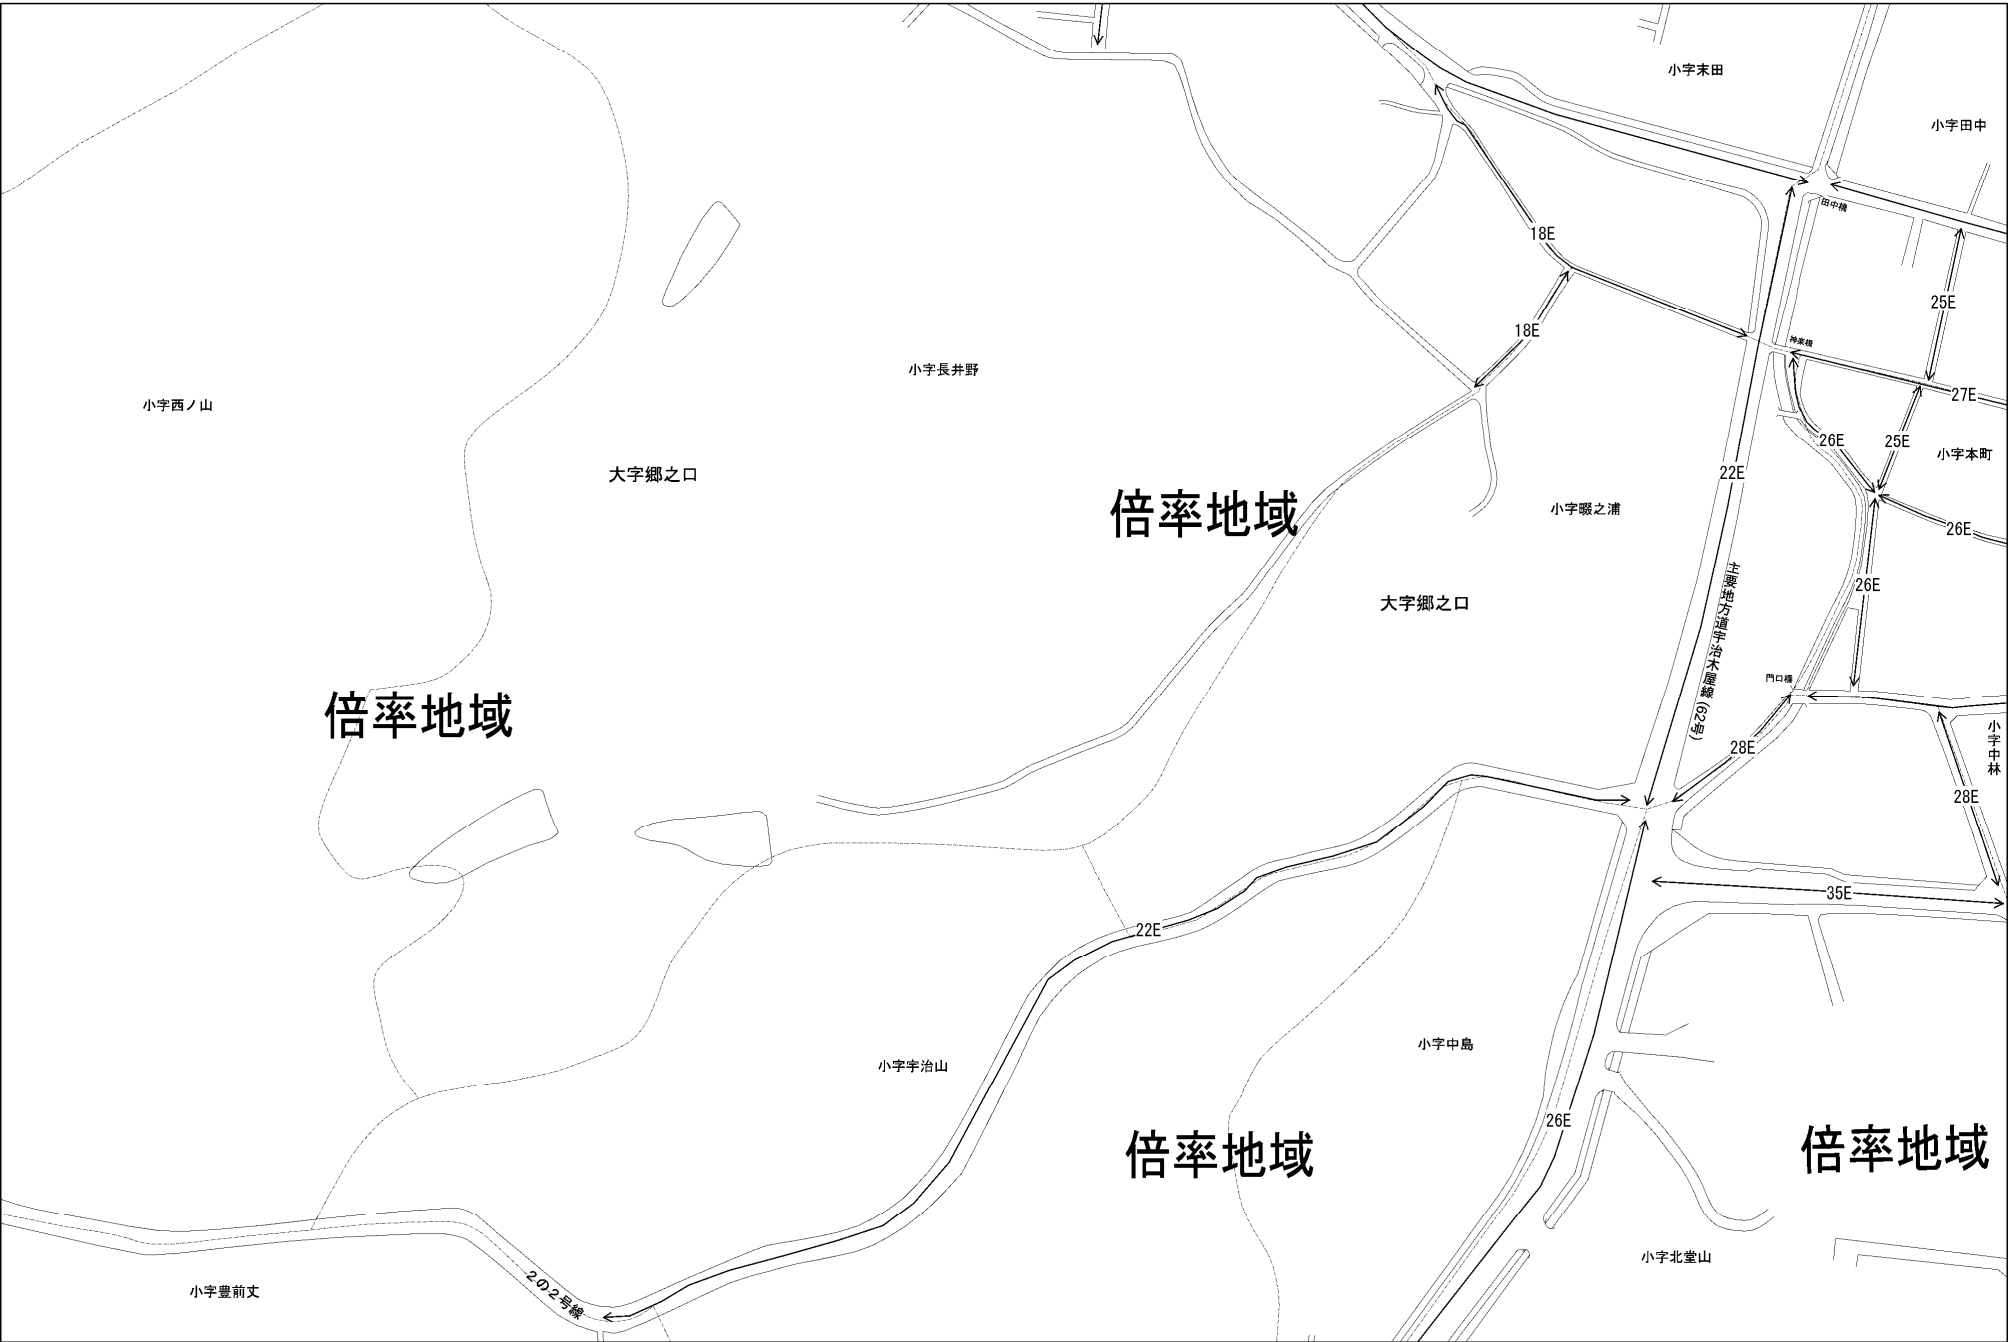 小字末田
小字田中
田中橋
18E
25E
18E
神楽橋
小字長井野
27E
小字西ノ山
26E
25E
小字本町
大字郷之口
22E
倍率地域
小字畷之浦
26E
主要地方道宇治木屋線(62号)
26E
大字郷之口
門口橋
倍率地域
小字中林
28E
28E
35E
22E
小字中島
小字宇治山
26E
倍率地域
倍率地域
小字北堂山
2の2号線
小字豊前丈